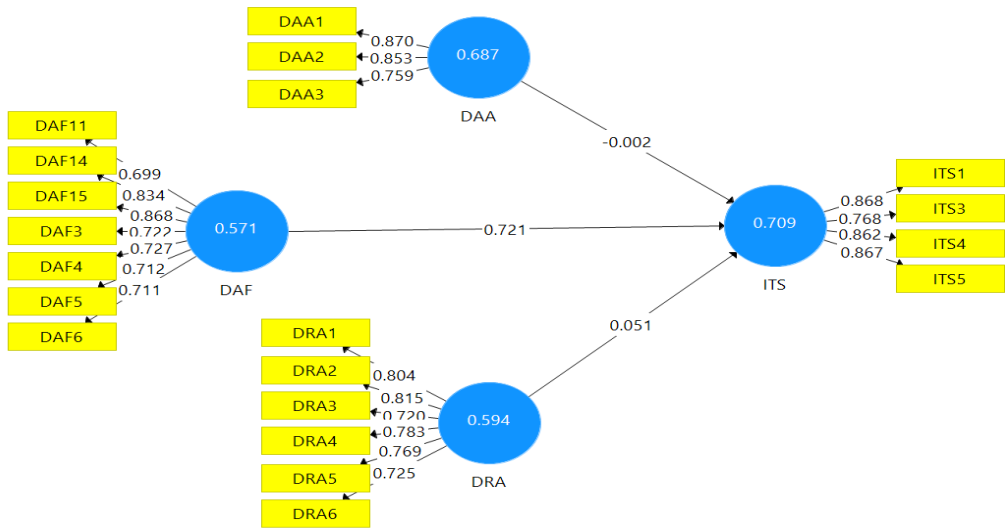 DAA1
DAA2
DAA3
0.870
0.853
0.759
0.687
DAA
-0.002
DAF11
DAF14
DAF15
DAF3
DAF4
DAF5
DAF6
0.699
0.834
0.868
0.722
0.727
0.712
0.711
0.571
DAF
0.721
ITS1
ITS3
ITS4
ITS5
0.868
0.768
0.862
0.867
0.709
ITS
0.051
DRA1
DRA2
DRA3
DRA4
DRA5
DRA6
0.804
0.815
0.720
0.783
0.769
0.725
0.594
DRA